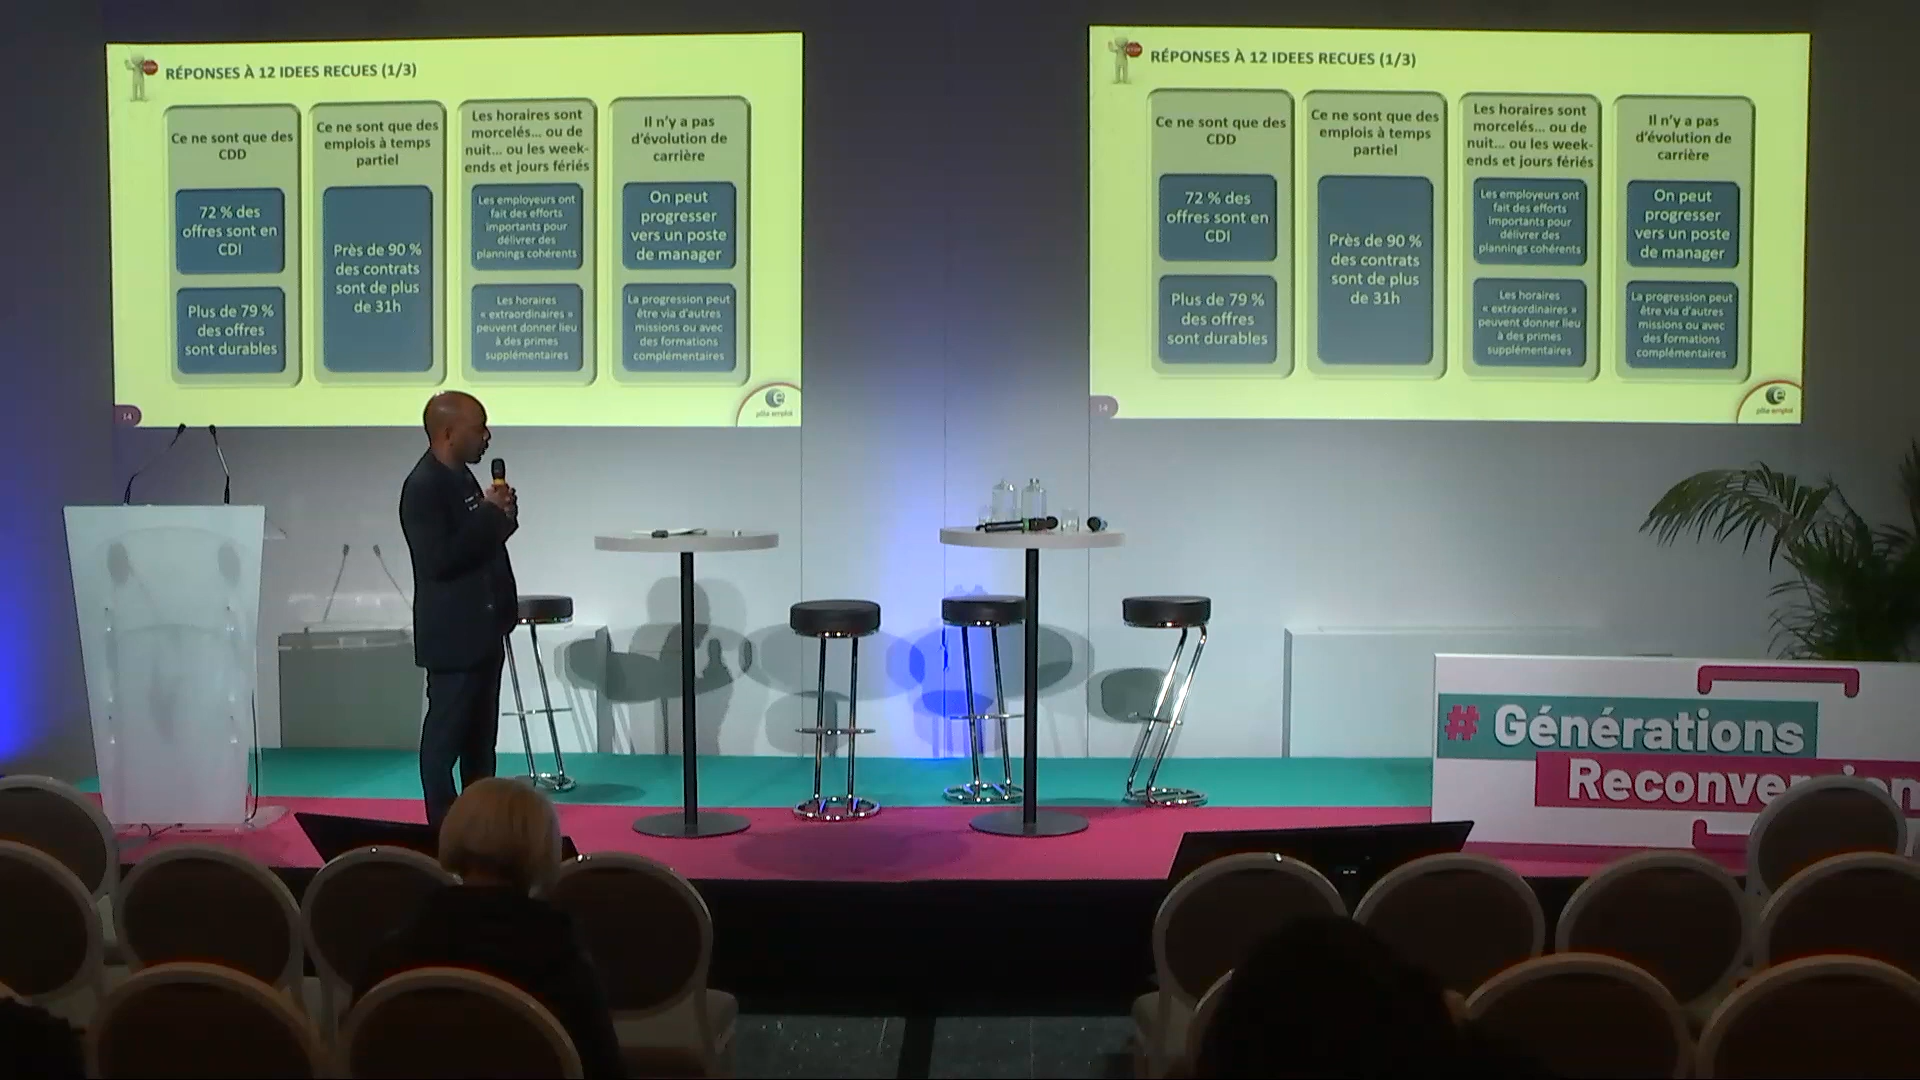 RÉPONSES À 12 IDEES RECUES (1/3)
Ce ne sont que des
CDD
72 % des
offres sont en
CDI
Plus de 79 %
des offres
sont durables
Ce ne sont que des
emplois à temps
partiel
Près de 90 %
des contrats
sont de plus
de 31h
Les horaires sont
morcelés... ou de
nuit... ou les week-
ends et jours fériés
Les employeurs ont
fait des efforts
importants pour
délivrer des
plannings cohérents
Les horaires
« extraordinaires »
peuvent donner lieu
à des primes
supplémentaires
Il n'y a pas
d'évolution de
carrière
On peut
progresser
vers un poste
de manager
La progression peut
être via d'autres
missions ou avec
des formations
complémentaires
14
pôle emploi
RÉPONSES À 12 IDEES RECUES (1/3)
Ce ne sont que des
CDD
72 % des
offres sont en
CDI
Plus de 79 %
des offres
sont durables
Ce ne sont que des
emplois à temps
partiel
Près de 90 %
des contrats
sont de plus
de 31h
Les horaires sont
morcelés... ou de
nuit... ou les week-
ends et jours fériés
Les employeurs ont
fait des efforts
importants pour
délivrer des
plannings cohérents
Les horaires
« extraordinaires »
peuvent donner lieu
à des primes
supplémentaires
Il n'y a pas
d'évolution de
carrière
On peut
progresser
vers un poste
de manager
La progression peut
être via d'autres
missions ou avec
des formations
complémentaires
14
pôle emploi
# Générations
Reconversion